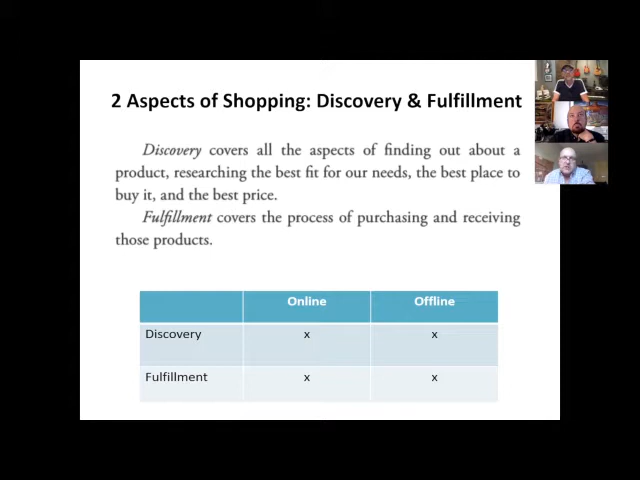 2 Aspects of Shopping: Discovery & Fulfillment
Discovery covers all the aspects of finding out about a
product, researching the best fit for our needs, the best place to
buy it, and the best price.
Fulfillment covers the process of purchasing and receiving
those products.
Online Offline
Discovery x x
Fulfillment x x